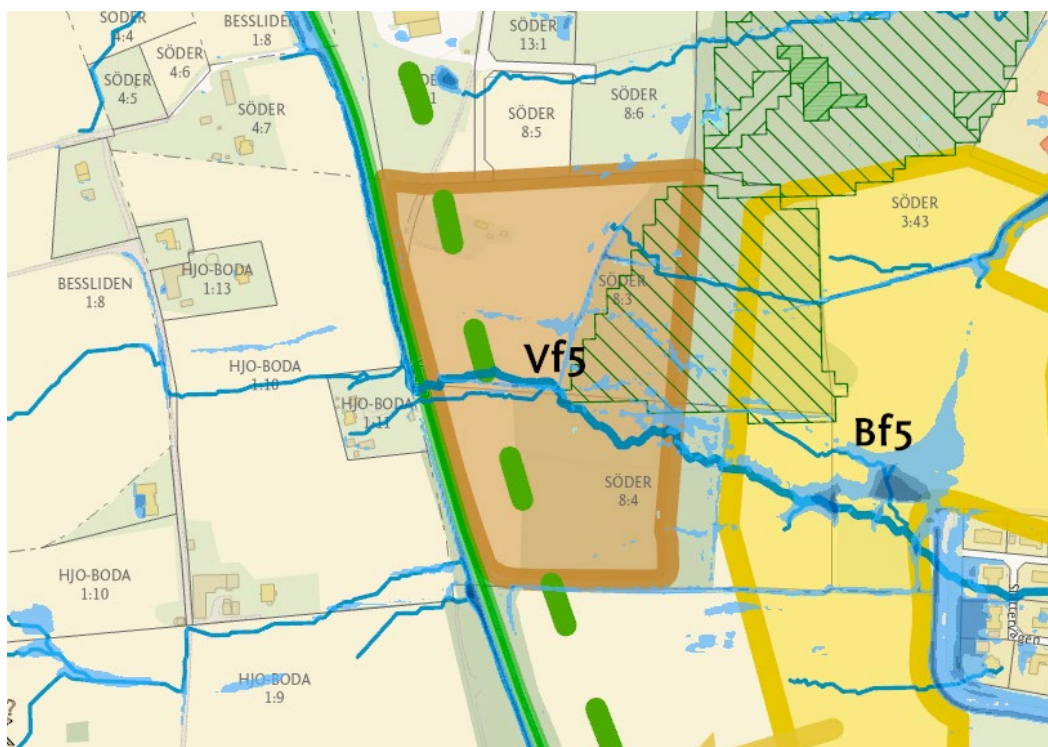 SÖDER
4:4
BESSLIDEN
1:8
SÖDER
4:6
SÖDER
4:5
SÖDER
4:7
SÖDER
13:1
SÖDER
8:5
SÖDER
8:6
SÖDER
3:43
HJO-BODA
1:13
BESSLIDEN
1:8
SÖDER
8:3
Vf5
HJO-BODA
1:10
HJO-BODA
1:11
Bf5
SÖDER
8:4
HJO-BODA
1:10
HJO-BODA
1:9